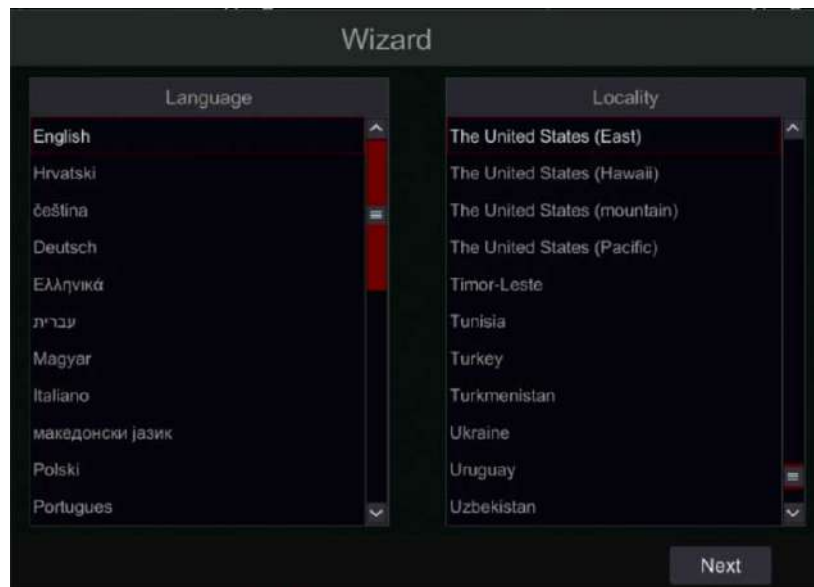 Wizard
Language
English
Hrvatski
čeština
Deutsch
Ελληνικά
עברית
Magyar
Italiano
македонски јазик
Polski
Portugues
Locality
The United States (East)
The United States (Hawaii)
The United States (mountain)
The United States (Pacific)
Timor-Leste
Tunisia
Turkey
Turkmenistan
Ukraine
Uruguay
Uzbekistan
Next